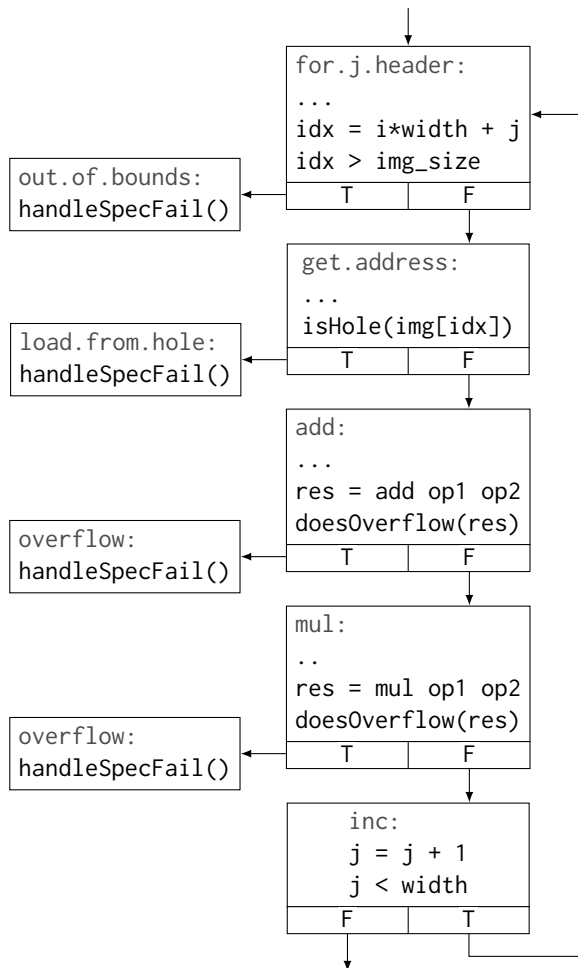 for.j.header:
...
idx = i*width + j
idx > img_size
T F
out.of.bounds:
handleSpecFail()
get.address:
...
isHole(img[idx])
T F
load.from.hole:
handleSpecFail()
add:
...
res = add op1 op2
doesOverflow(res)
T F
overflow:
handleSpecFail()
mul:
..
res = mul op1 op2
doesOverflow(res)
T F
overflow:
handleSpecFail()
inc:
j = j + 1
j < width
F T